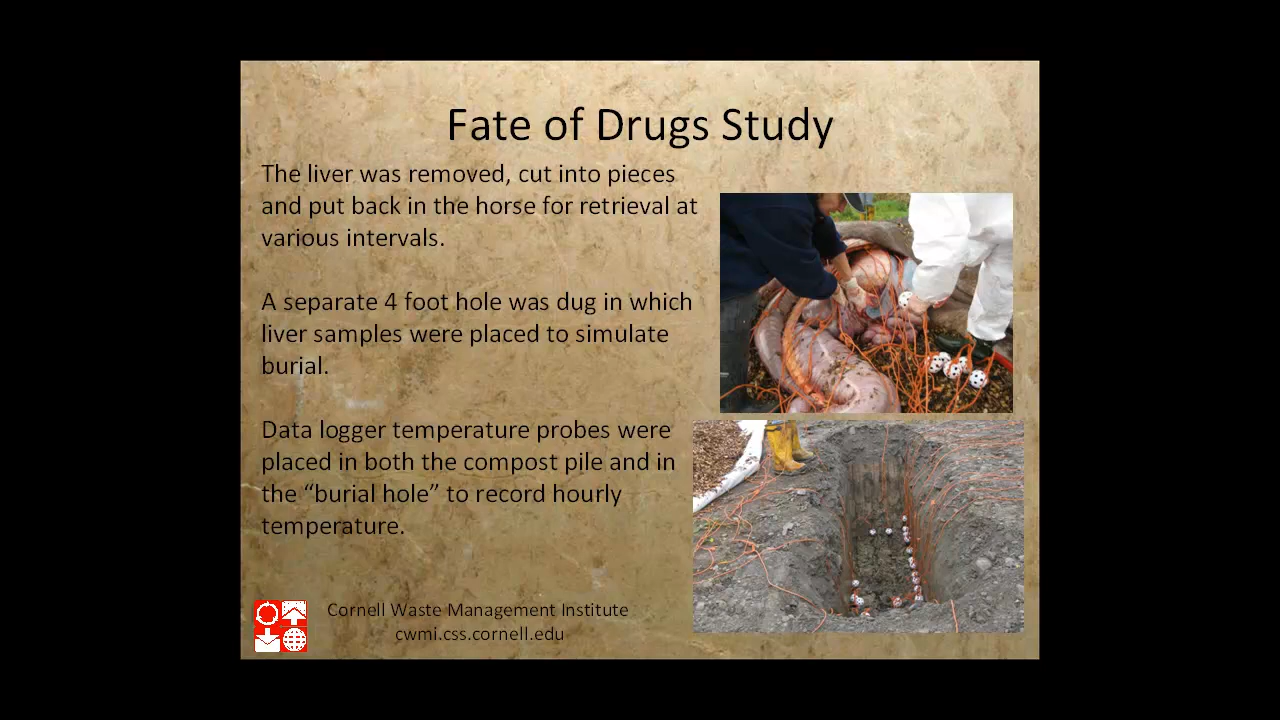 Fate of Drugs Study
The liver was removed, cut into pieces
and put back in the horse for retrieval at
various intervals.
A separate 4 foot hole was dug in which
liver samples were placed to simulate
burial.
Data logger temperature probes were
placed in both the compost pile and in
the “burial hole” to record hourly
temperature.
Cornell Waste Management Institute
cwmi.css.cornell.edu